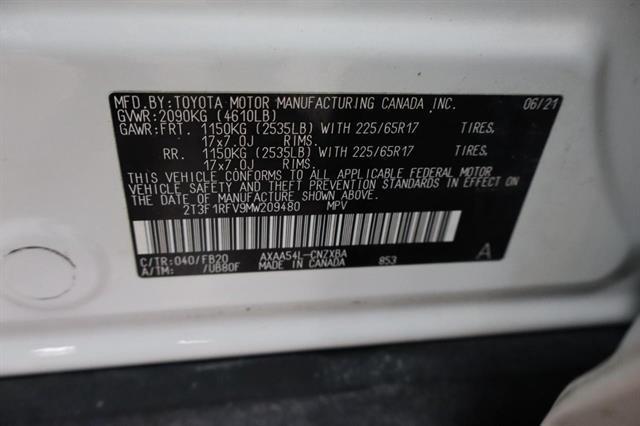 MFD.BY:TOYOTA MOTOR MANUFACTURING CANADA,INC. 06/21
GVWR:2090KG (4610LB)
GAWR:FRT. 1150KG (2535LB) WITH 225/65R17 TIRES,
17x7.0J RIMS.
RR. 1150KG (2535LB) WITH 225/65R17 TIRES,
17x7.0J RIMS.
THIS VEHICLE CONFORMS TO ALL APPLICABLE FEDERAL MOTOR
VEHICLE SAFETY AND THEFT PREVENTION STANDARDS IN EFFECT ON
THE DATE OF MANUFACTURE SHOWN ABOVE.
2T3F1RFV9MW209480 MPV
C/TR:040/FB20 AXAA54L-CNZXBA 853 A
A/TM: /UB80F MADE IN CANADA